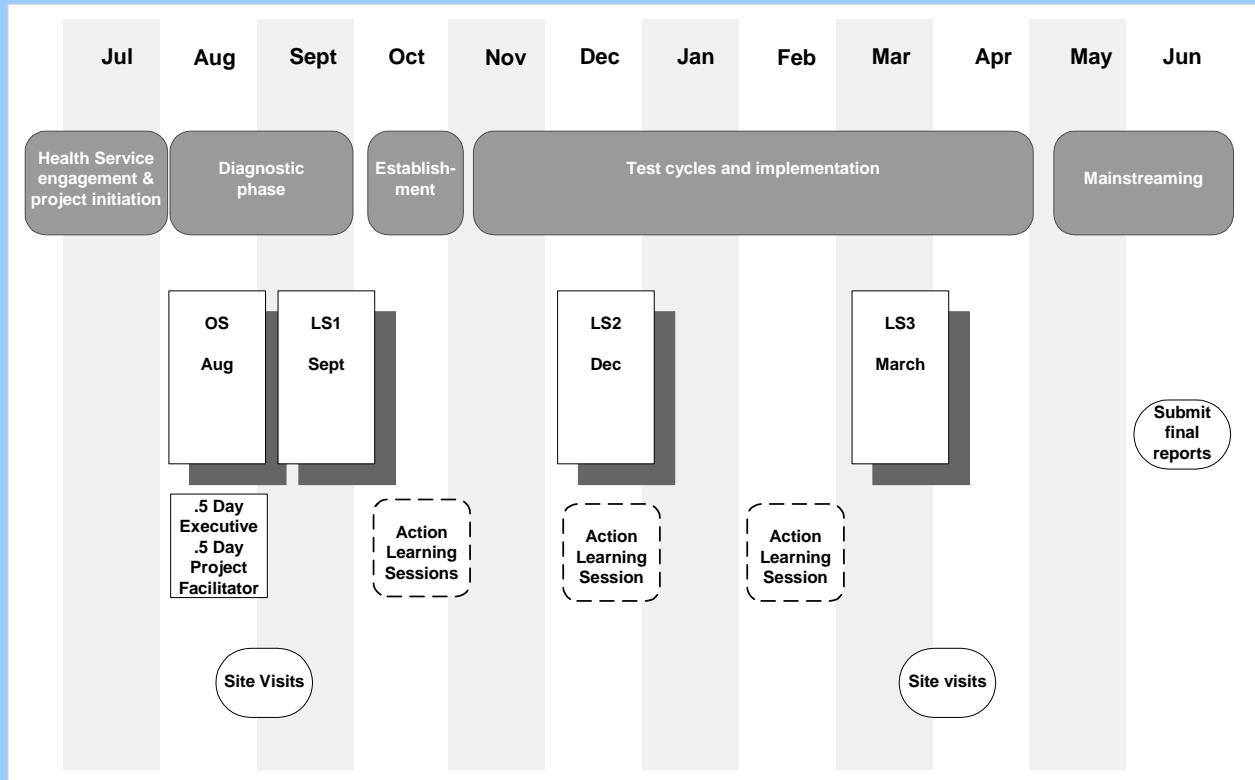 Jul Aug Sept Oct Nov Dec Jan Feb Mar Apr May Jun
Health Service
engagement &
project initiation
Diagnostic
phase
Establish-
ment
Test cycles and implementation
Mainstreaming
OS
Aug
LS1
Sept
LS2
Dec
LS3
March
Submit
final
reports
.5 Day
Executive
.5 Day
Project
Facilitator
Action
Learning
Sessions
Action
Learning
Session
Action
Learning
Session
Site Visits
Site visits